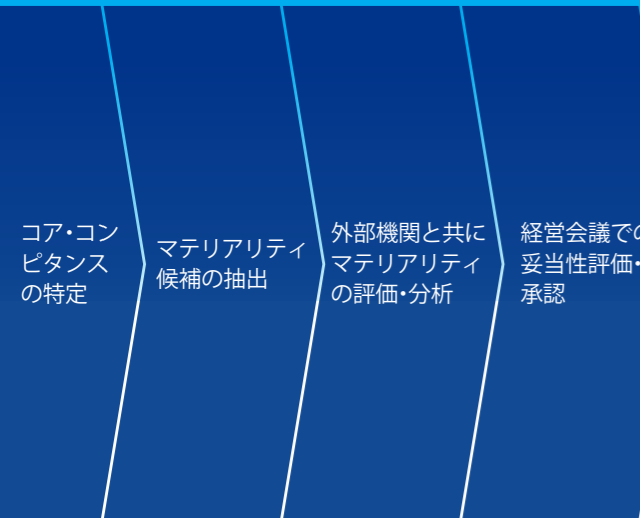 コア・コン
ピタンス
の特定
マテリアリティ
候補の抽出
外部機関と共に
マテリアリティ
の評価・分析
経営会議での
妥当性評価・
承認